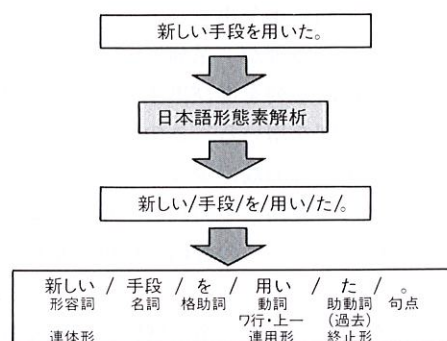 新しい手段を用いた。
日本語形態素解析
新しい/手段/を/用い/た/。
新しい / 手段 / を / 用い / た / 。
形容詞 名詞 格助詞 動詞 助動詞 句点
ワ行・上一 (過去)
連体形 連用形 終止形